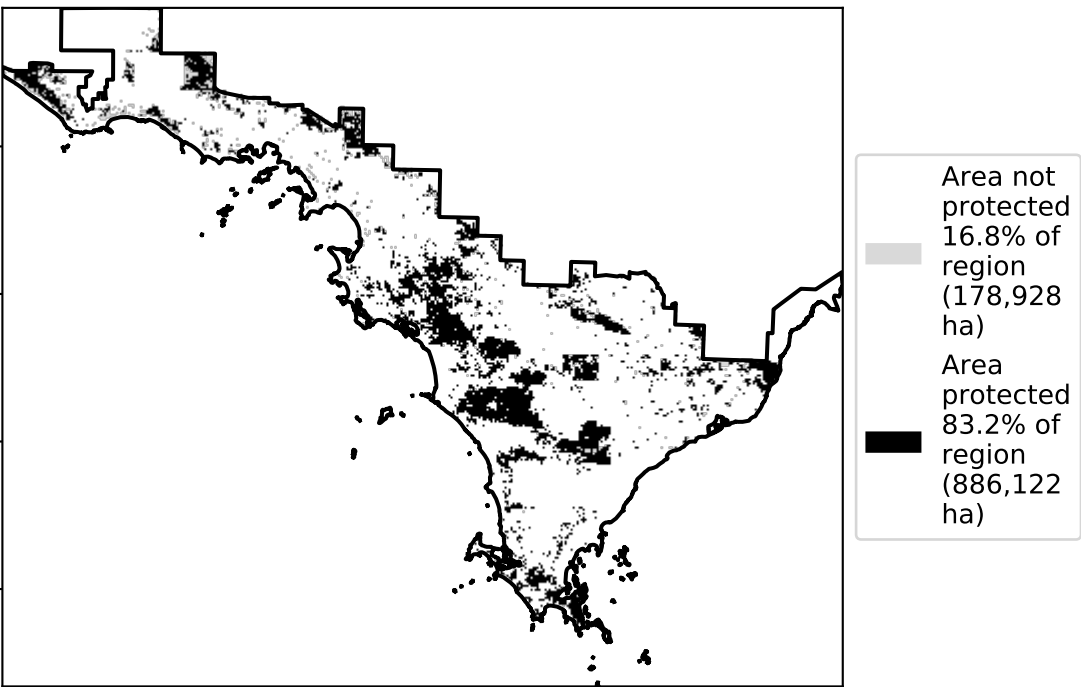 Area not
protected
16.8% of
region
(178,928
ha)
Area
protected
83.2% of
region
(886,122
ha)